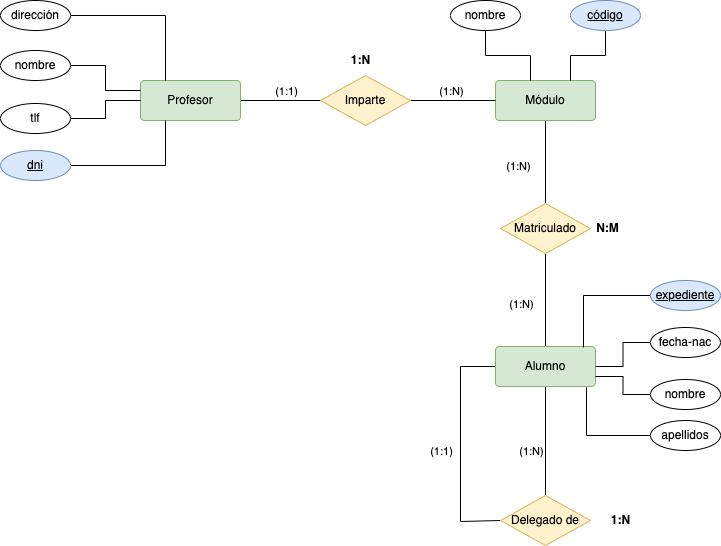 dirección
nombre
código
nombre
1:N
Profesor
(1:1)
Imparte
(1:N)
Módulo
tlf
dni
(1:N)
Matriculado
N:M
expediente
(1:N)
fecha-nac
Alumno
nombre
apellidos
(1:1)
(1:N)
Delegado de
1:N